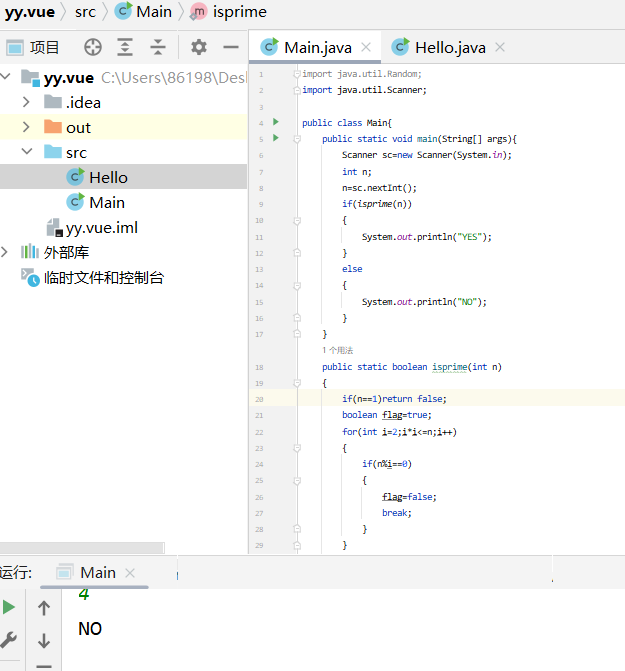 yy.vue > src > Main > isprime
项目
Main.java
Hello.java
yy.vue C:\Users\86198\Des
.idea
out
src
Hello
Main
yy.vue.iml
外部库
临时文件和控制台
1 import java.util.Random;
2 import java.util.Scanner;
3
4 public class Main{
5 public static void main(String[] args){
6 Scanner sc=new Scanner(System.in);
7 int n;
8 n=sc.nextInt();
9 if(isprime(n))
10 {
11 System.out.println("YES");
12 }
13 else
14 {
15 System.out.println("NO");
16 }
17 }
1 个用法
18 public static boolean isprime(int n)
19 {
20 if(n==1)return false;
21 boolean flag=true;
22 for(int i=2;i*i<=n;i++)
23 {
24 if(n%i==0)
25 {
26 flag=false;
27 break;
28 }
29 }
运行: Main
4
NO